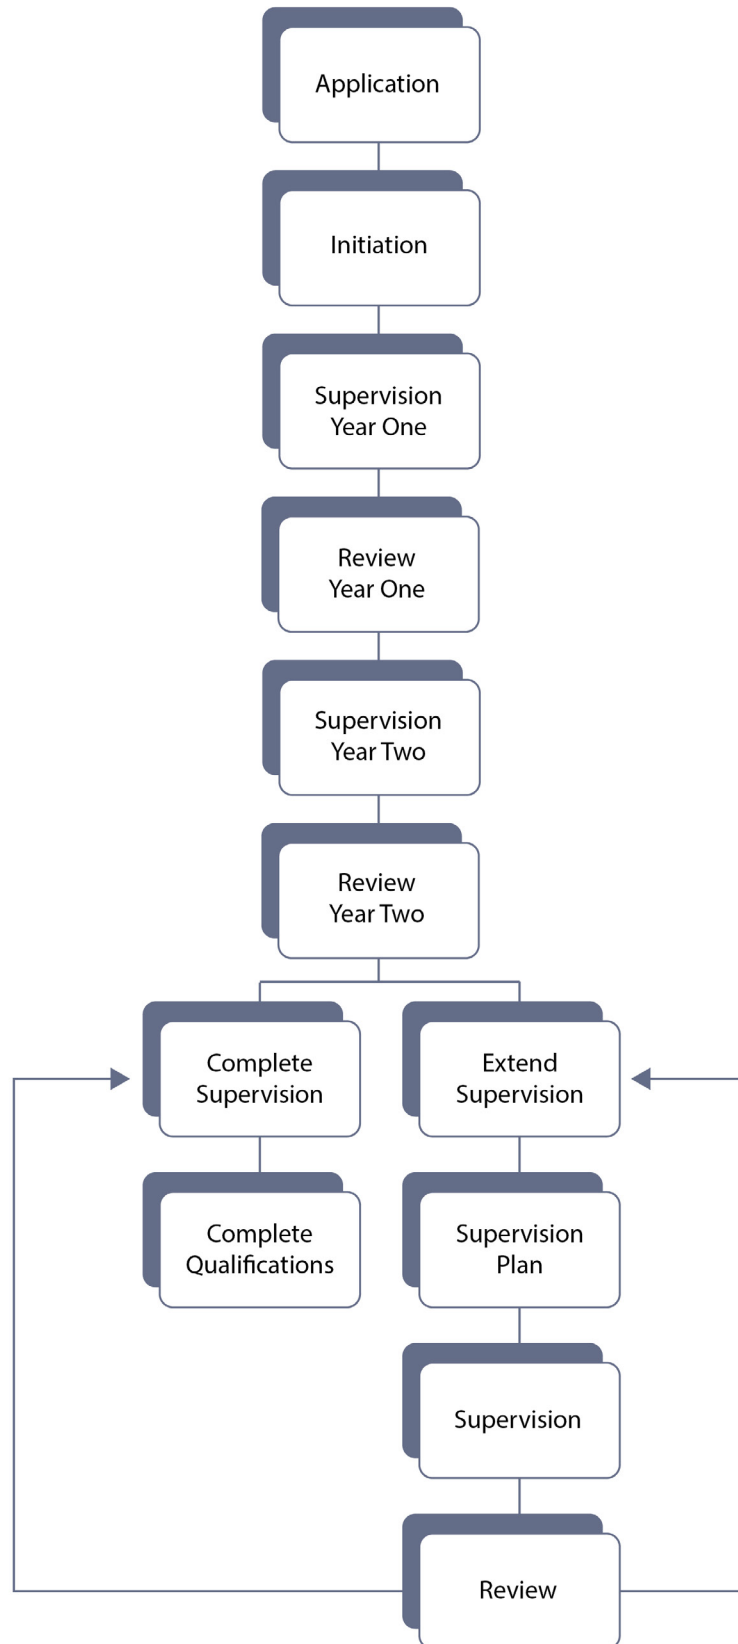 Application
Initiation
Supervision
Year One
Review
Year One
Supervision
Year Two
Review
Year Two
Complete
Supervision
Extend
Supervision
Complete
Qualifications
Supervision
Plan
Supervision
Review